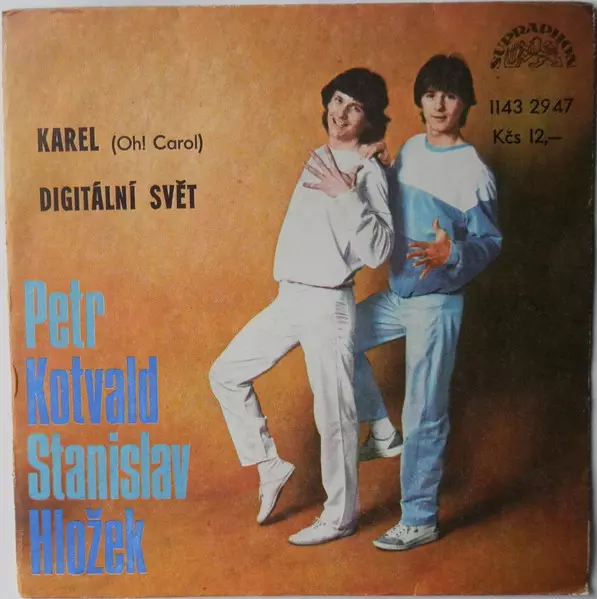 SUPRAPHON
1143 2947
Kčs 12,—
KAREL (Oh! Carol)
DIGITÁLNÍ SVĚT
Petr
Kotvald
Stanislav
Hložek